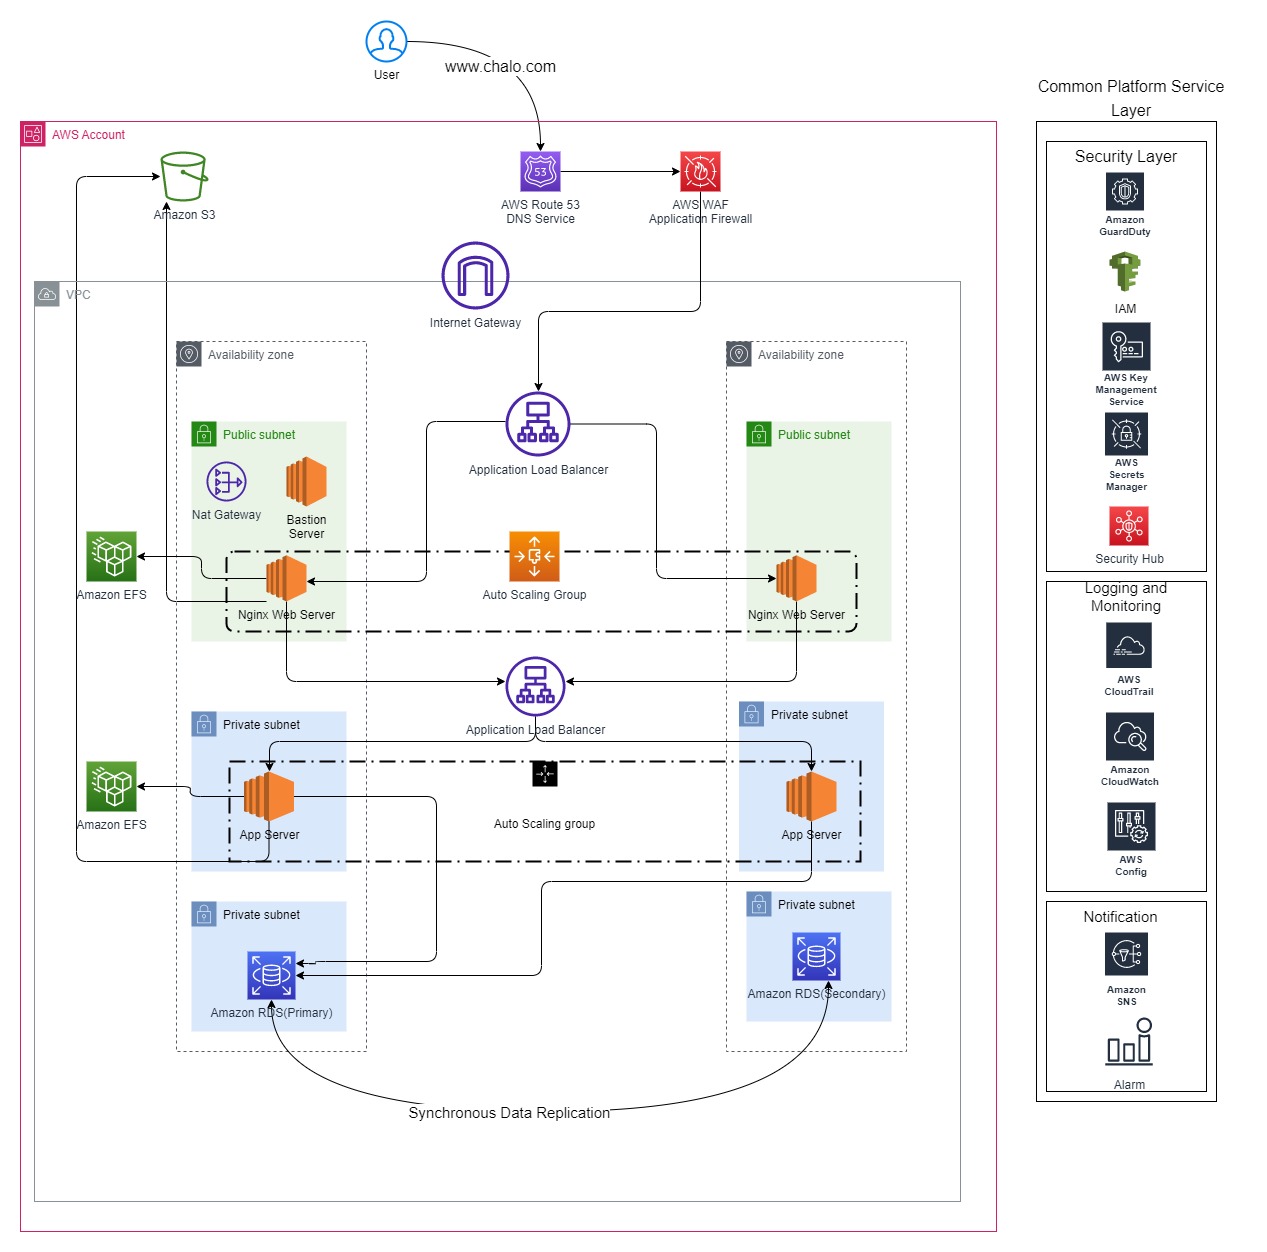 User
www.chalo.com
Common Platform Service
Layer
AWS Account
Security Layer
Amazon S3
53
AWS Route 53
DNS Service
AWS WAF
Application Firewall
Amazon
GuardDuty
VPC
Internet Gateway
IAM
Availability zone
Availability zone
AWS Key
Management
Service
Public subnet
Public subnet
Application Load Balancer
AWS
Secrets
Manager
Nat Gateway
Bastion
Server
Security Hub
Amazon EFS
Auto Scaling Group
Nginx Web Server
Nginx Web Server
Logging and
Monitoring
AWS
CloudTrail
Private subnet
Private subnet
Application Load Balancer
Amazon
CloudWatch
Amazon EFS
Auto Scaling group
App Server
App Server
AWS
Config
Private subnet
Private subnet
Notification
Amazon RDS(Primary)
Amazon RDS(Secondary)
Amazon
SNS
Alarm
Synchronous Data Replication